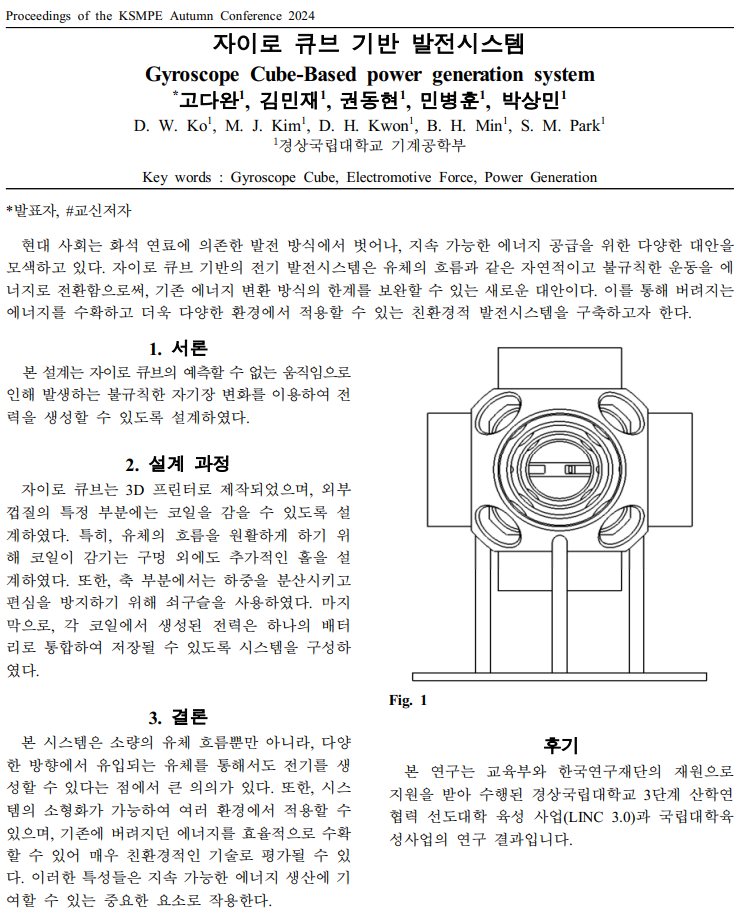 Proceedings of the KSMPE Autumn Conference 2024
자이로 큐브 기반 발전시스템
Gyroscope Cube-Based power generation system
*고다완1, 김민재1, 권동현1, 민병훈1, 박상민1
D. W. Ko1, M. J. Kim1, D. H. Kwon1, B. H. Min1, S. M. Park1
1경상국립대학교 기계공학부
Key words : Gyroscope Cube, Electromotive Force, Power Generation
*발표자, #교신저자
현대 사회는 화석 연료에 의존한 발전 방식에서 벗어나, 지속 가능한 에너지 공급을 위한 다양한 대안을
모색하고 있다. 자이로 큐브 기반의 전기 발전시스템은 유체의 흐름과 같은 자연적이고 불규칙한 운동을 에
너지로 전환함으로써, 기존 에너지 변환 방식의 한계를 보완할 수 있는 새로운 대안이다. 이를 통해 버려지는
에너지를 수확하고 더욱 다양한 환경에서 적용할 수 있는 친환경적 발전시스템을 구축하고자 한다.
1. 서론
본 설계는 자이로 큐브의 예측할 수 없는 움직임으로
인해 발생하는 불규칙한 자기장 변화를 이용하여 전
력을 생성할 수 있도록 설계하였다.
2. 설계 과정
자이로 큐브는 3D 프린터로 제작되었으며, 외부
껍질의 특정 부분에는 코일을 감을 수 있도록 설
계하였다. 특히, 유체의 흐름을 원활하게 하기 위
해 코일이 감기는 구멍 외에도 추가적인 홀을 설
계하였다. 또한, 축 부분에서는 하중을 분산시키고
편심을 방지하기 위해 쇠구슬을 사용하였다. 마지
막으로, 각 코일에서 생성된 전력은 하나의 배터
리로 통합하여 저장될 수 있도록 시스템을 구성하
였다.
3. 결론
본 시스템은 소량의 유체 흐름뿐만 아니라, 다양
한 방향에서 유입되는 유체를 통해서도 전기를 생
성할 수 있다는 점에서 큰 의의가 있다. 또한, 시스
템의 소형화가 가능하여 여러 환경에서 적용할 수
있으며, 기존에 버려지던 에너지를 효율적으로 수확
할 수 있어 매우 친환경적인 기술로 평가될 수 있
다. 이러한 특성들은 지속 가능한 에너지 생산에 기
여할 수 있는 중요한 요소로 작용한다.
Fig. 1
후기
본 연구는 교육부와 한국연구재단의 재원으로
지원을 받아 수행된 경상국립대학교 3단계 산학연
협력 선도대학 육성 사업(LINC 3.0)과 국립대학육
성사업의 연구 결과입니다.